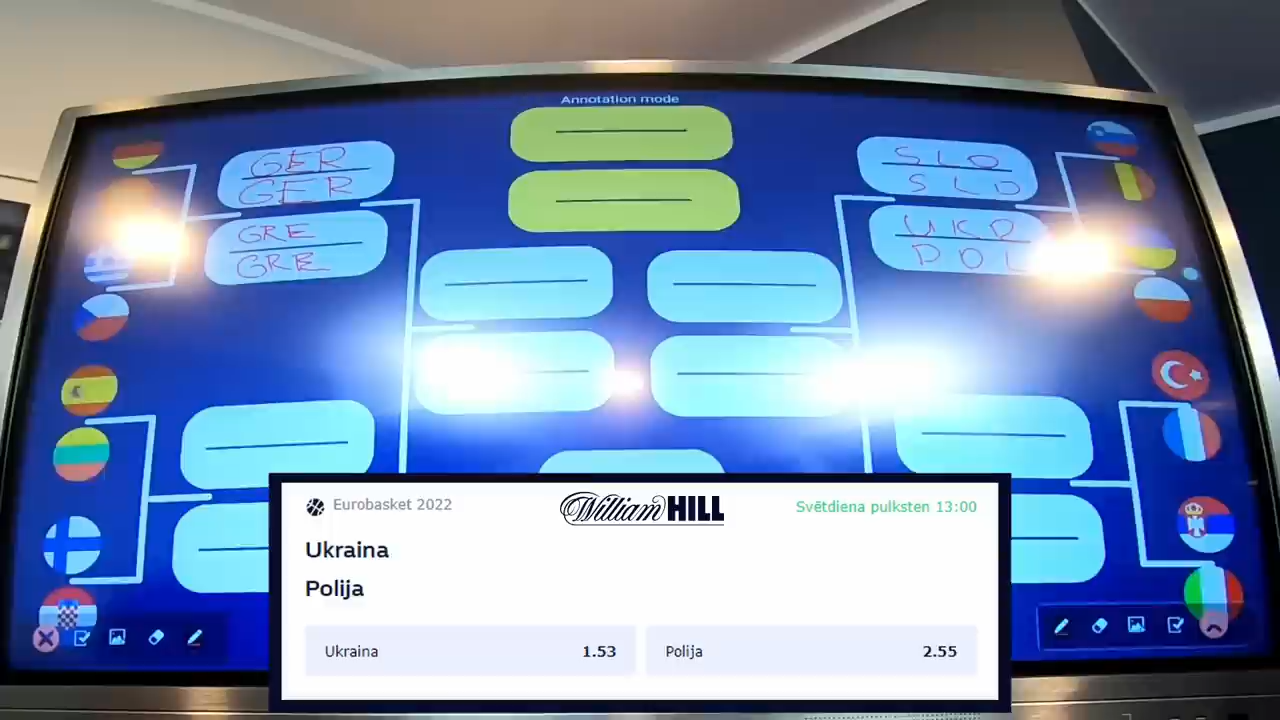 Annotation mode
GER
GER
GRE
GRE
SLO
SLO
UKR
POL
Eurobasket 2022
William HILL
Svētdiena pulksten 13:00
Ukraina
Polija
Ukraina 1.53
Polija 2.55